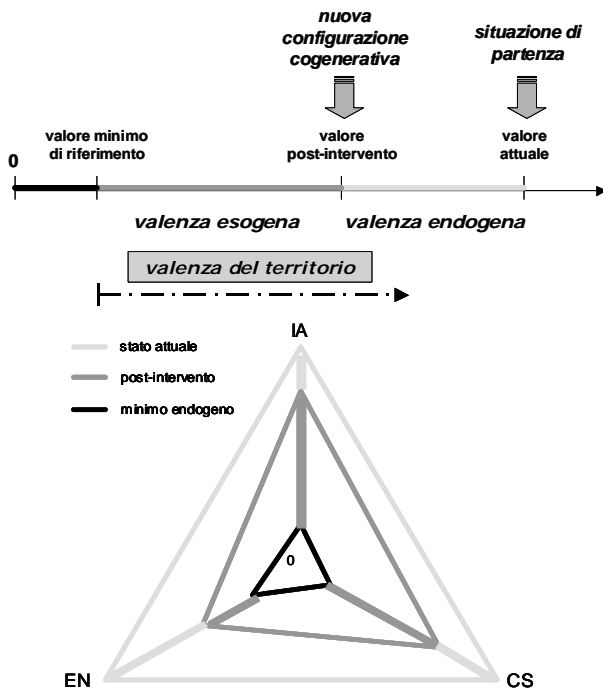 nuova
configurazione
cogenerativa
situazione di
partenza
valore minimo
di riferimento
valore
post-intervento
valore
attuale
0
valenza esogena
valenza endogena
valenza del territorio
IA
stato attuale
post-intervento
minimo endogeno
0
EN
CS